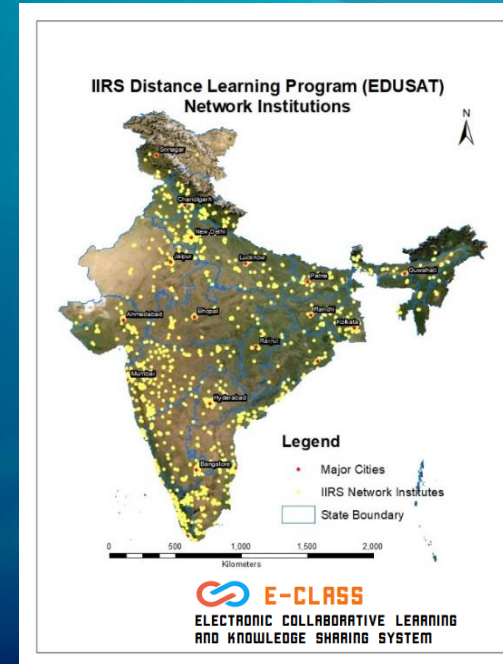 IIRS Distance Learning Program (EDUSAT)
Network Institutions
N
Srinagar
Chandigarh
New Delhi
Jaipur
Lucknow
Patna
Guwahati
Ahmedabad
Bhopal
Ranchi
Kolkata
Raipur
Mumbai
Hyderabad
Bangalore
Legend
Major Cities
IIRS Network Institutes
State Boundary
0 500 1,000 1,500 2,000
Kilometers
E-CLASS
ELECTRONIC COLLABORATIVE LEARNING
AND KNOWLEDGE SHARING SYSTEM